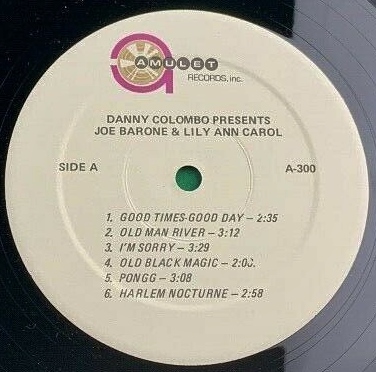 AMULET
RECORDS, inc.
DANNY COLOMBO PRESENTS
JOE BARONE & LILY ANN CAROL
SIDE A
A-300
1. GOOD TIMES-GOOD DAY – 2:35
2. OLD MAN RIVER – 3:12
3. I'M SORRY – 3:29
4. OLD BLACK MAGIC –
5. PONGG – 3:08
6. HARLEM NOCTURNE – 2:58